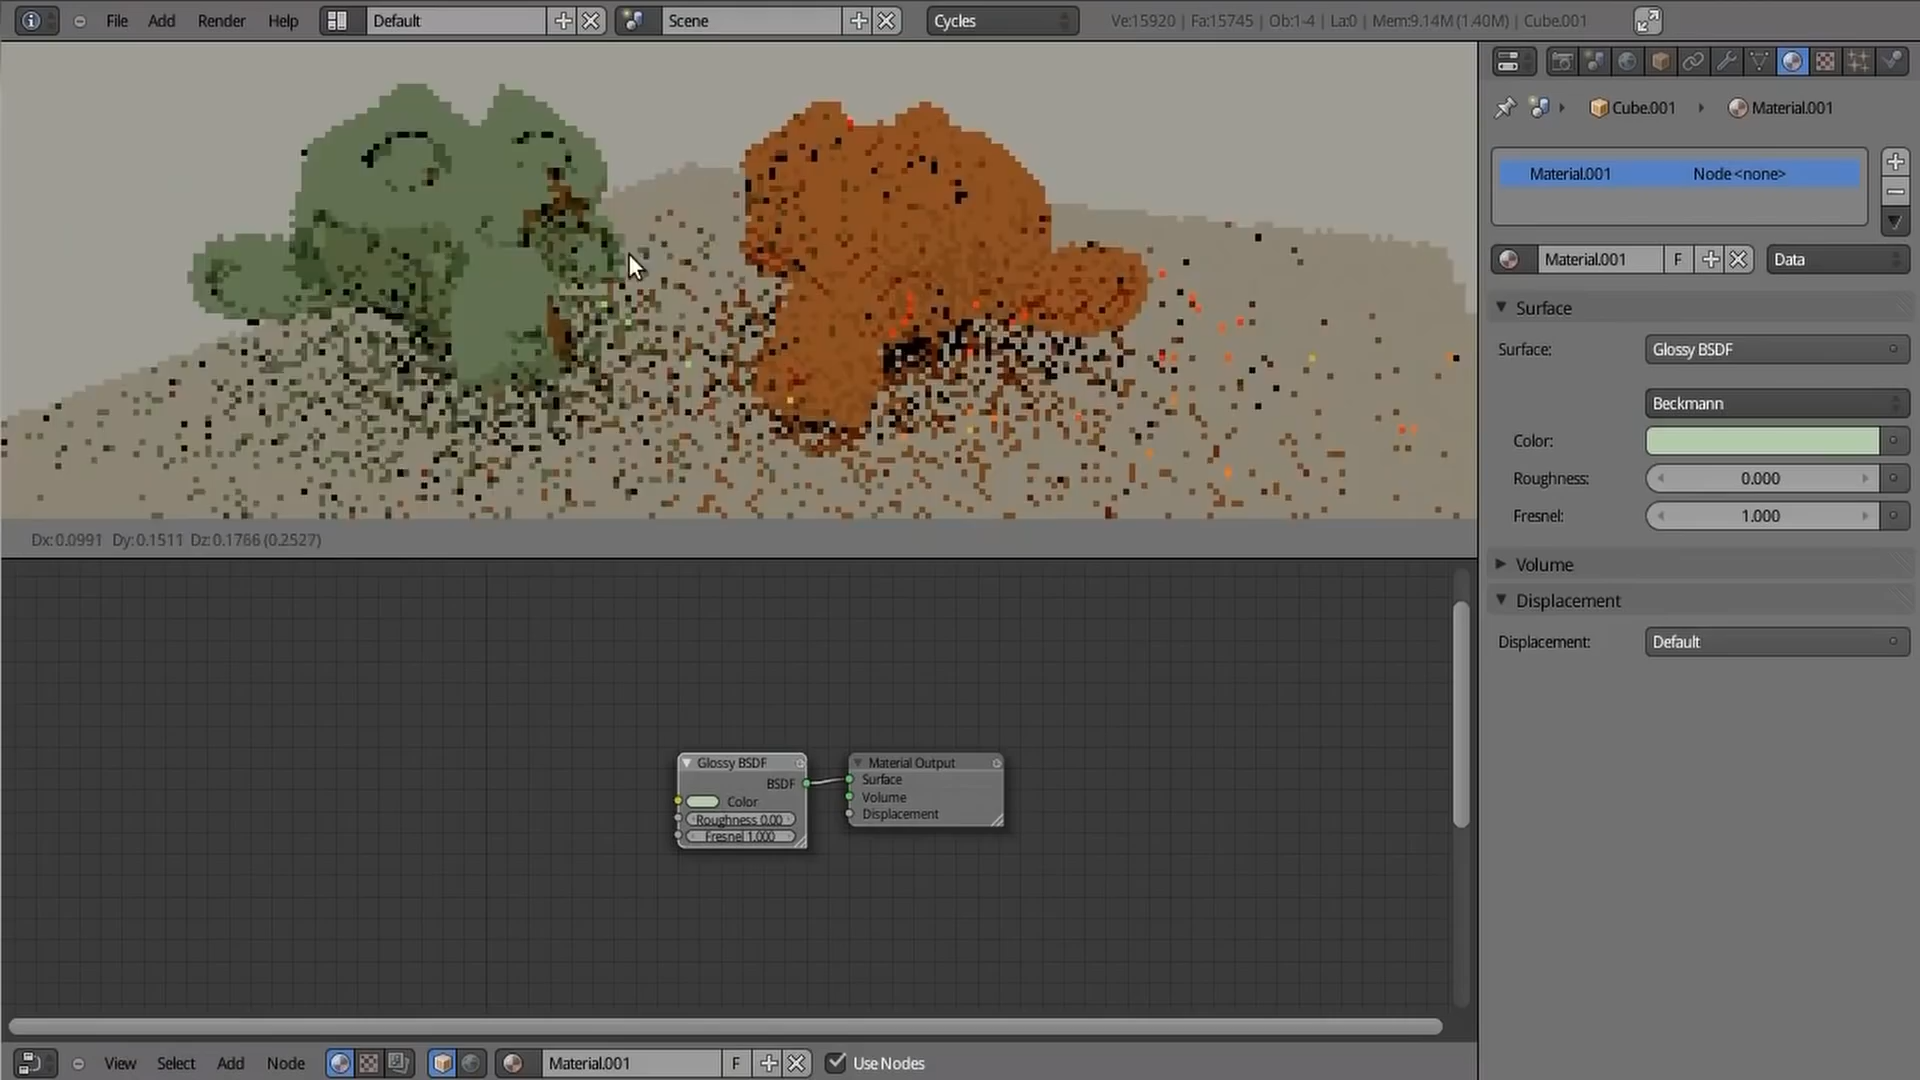 File Add Render Help Default Scene Cycles Ve:15920 | Fa:15745 | Ob:1-4 | La:0 | Mem:9.14M (1.40M) | Cube.001
Cube.001 Material.001
Material.001 Node <none>
Material.001 F Data
Surface
Surface: Glossy BSDF
Beckmann
Color:
Roughness: 0.000
Fresnel: 1.000
Volume
Displacement
Displacement: Default
Dx: 0.0991 Dy: 0.1511 Dz: 0.1766 (0.2527)
Glossy BSDF
BSDF
Color
Roughness 0.00
Fresnel 1.000
Material Output
Surface
Volume
Displacement
View Select Add Node Material.001 F Use Nodes